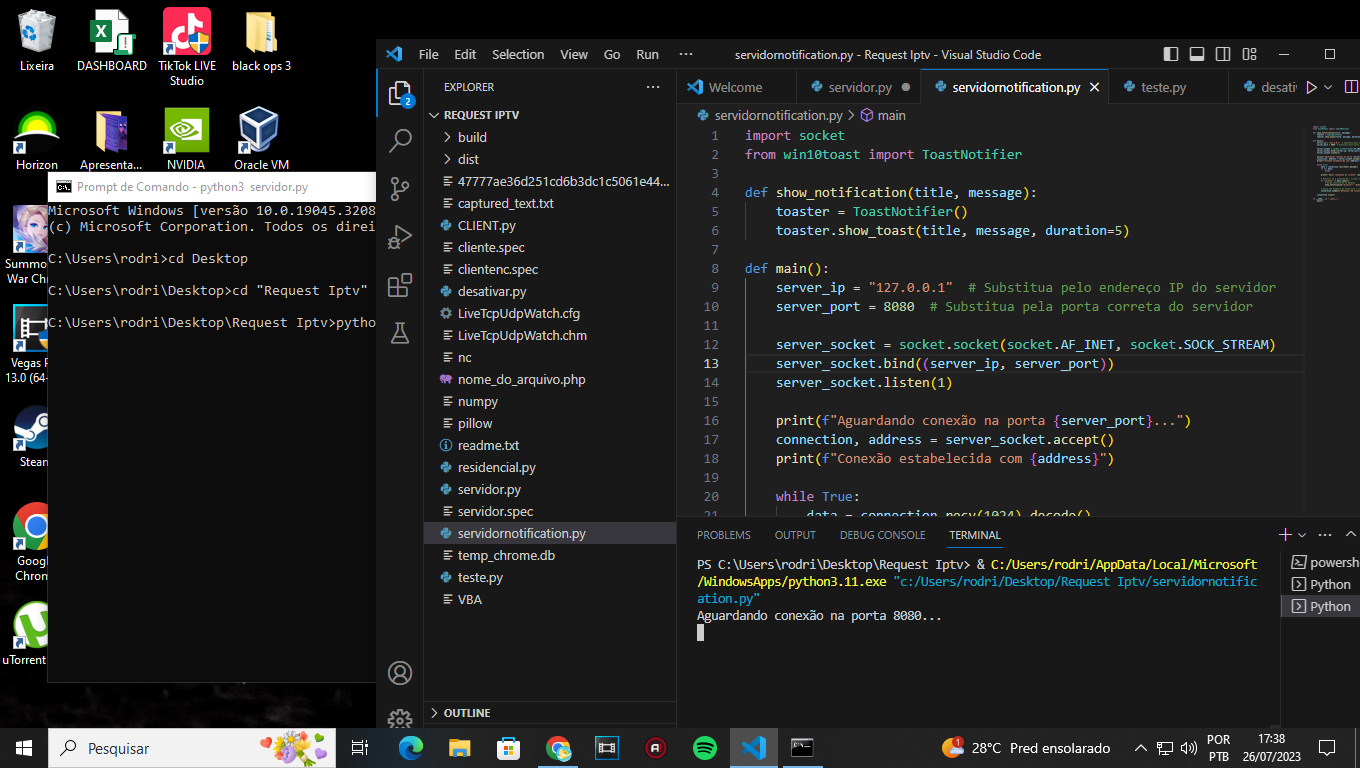 Lixeira
DASHBOARD
TikTok LIVE
Studio
black ops 3
Horizon
Apresenta...
NVIDIA
Oracle VM
Summo
War Ch
Vegas P
13.0 (64-
Stean
Goog
Chron
uTorrent
Prompt de Comando - python3 servidor.py
Microsoft Windows [versão 10.0.19045.3208
(c) Microsoft Corporation. Todos os direi
C:\Users\rodri>cd Desktop
C:\Users\rodri\Desktop>cd "Request Iptv"
C:\Users\rodri\Desktop\Request Iptv>pytho
File Edit Selection View Go Run ···
servidornotification.py - Request Iptv - Visual Studio Code
2
EXPLORER ···
REQUEST IPTV
build
dist
47777ae36d251cd6b3dc1c5061e44...
captured_text.txt
CLIENT.py
cliente.spec
clientenc.spec
desativar.py
LiveTcpUdpWatch.cfg
LiveTcpUdpWatch.chm
nc
nome_do_arquivo.php
numpy
pillow
readme.txt
residencial.py
servidor.py
servidor.spec
servidornotification.py
temp_chrome.db
teste.py
VBA
OUTLINE
Welcome servidor.py servidornotification.py teste.py desati
servidornotification.py > main
1 import socket
2 from win10toast import ToastNotifier
3
4 def show_notification(title, message):
5 toaster = ToastNotifier()
6 toaster.show_toast(title, message, duration=5)
7
8 def main():
9 server_ip = "127.0.0.1" # Substitua pelo endereço IP do servidor
10 server_port = 8080 # Substitua pela porta correta do servidor
11
12 server_socket = socket.socket(socket.AF_INET, socket.SOCK_STREAM)
13 server_socket.bind((server_ip, server_port))
14 server_socket.listen(1)
15
16 print(f"Aguardando conexão na porta {server_port}...")
17 connection, address = server_socket.accept()
18 print(f"Conexão estabelecida com {address}")
19
20 while True:
21 data = connection.recv(1024).decode()
PROBLEMS OUTPUT DEBUG CONSOLE TERMINAL
PS C:\Users\rodri\Desktop\Request Iptv> & C:/Users/rodri/AppData/Local/Microsoft
/WindowsApps/python3.11.exe "c:/Users/rodri/Desktop/Request Iptv/servidornotific
ation.py"
Aguardando conexão na porta 8080...
powersh
Python
Python
Pesquisar
1
28°C Pred ensolarado
POR
PTB
17:38
26/07/2023